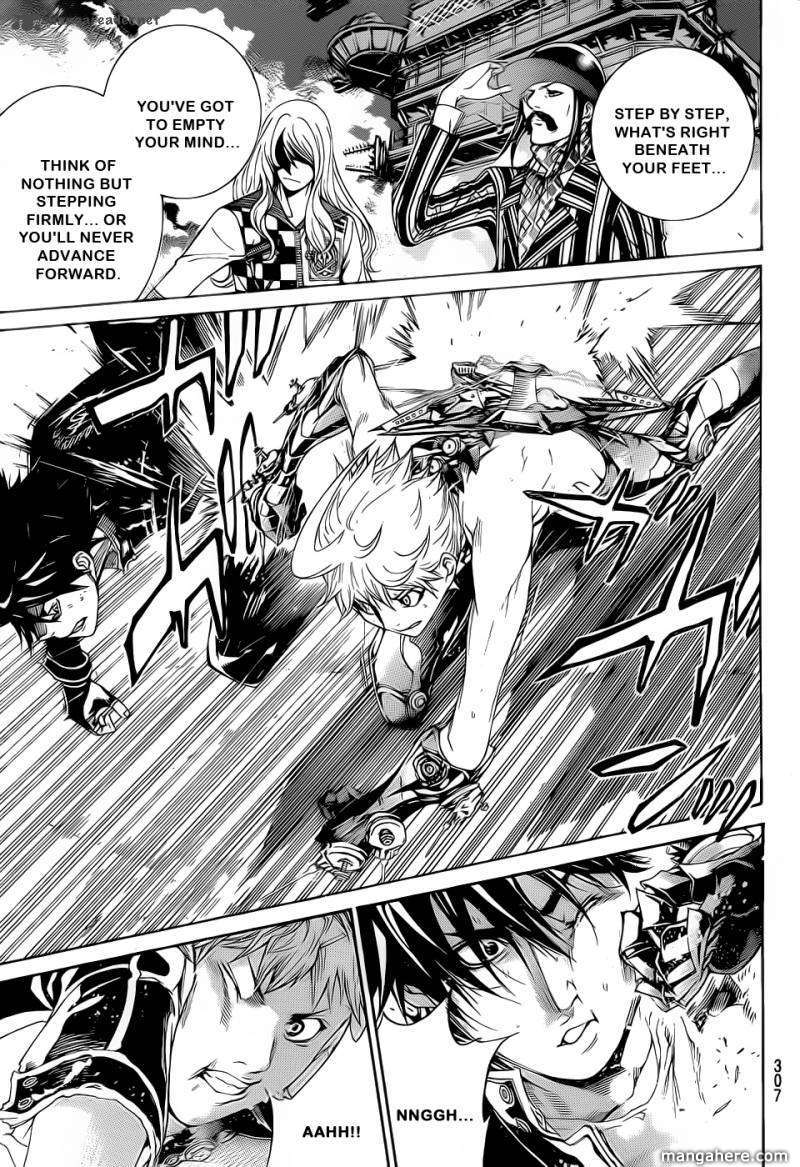 STEP BY STEP,
WHAT'S RIGHT
BENEATH
YOUR FEET...
YOU'VE GOT
TO EMPTY
YOUR MIND...
THINK OF
NOTHING BUT
STEPPING
FIRMLY... OR
YOU'LL NEVER
ADVANCE
FORWARD.
NNGGH...
AAHH!!
307
mangahere.com